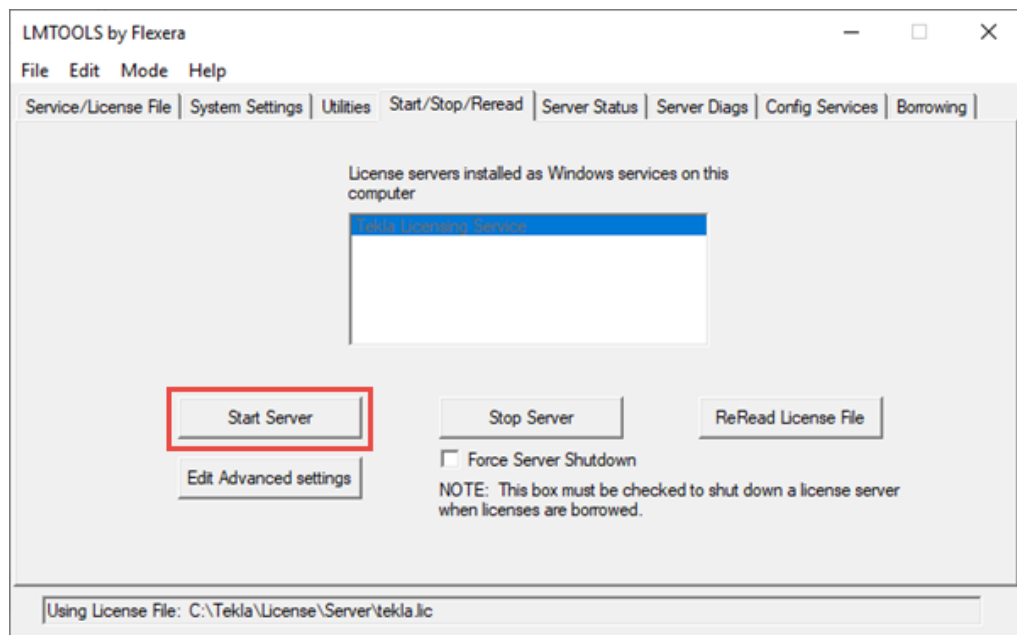 LMTOOLS by Flexera
File Edit Mode Help
Service/License File System Settings Utilities Start/Stop/Reread Server Status Server Diags Config Services Borrowing
License servers installed as Windows services on this
computer
Tekla Licensing Service
Start Server Stop Server ReRead License File
Force Server Shutdown
Edit Advanced settings
NOTE: This box must be checked to shut down a license server
when licenses are borrowed.
Using License File: C:\Tekla\License\Server\tekla.lic